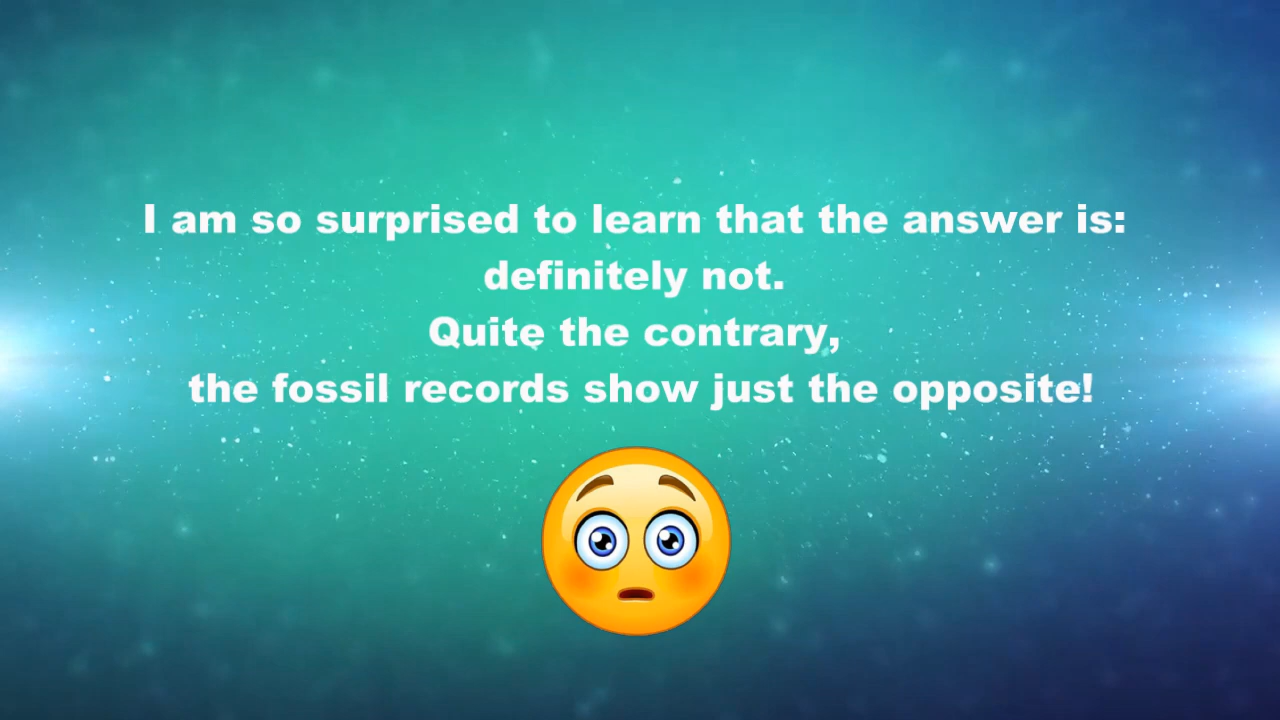 I am so surprised to learn that the answer is:
definitely not.
Quite the contrary,
the fossil records show just the opposite!